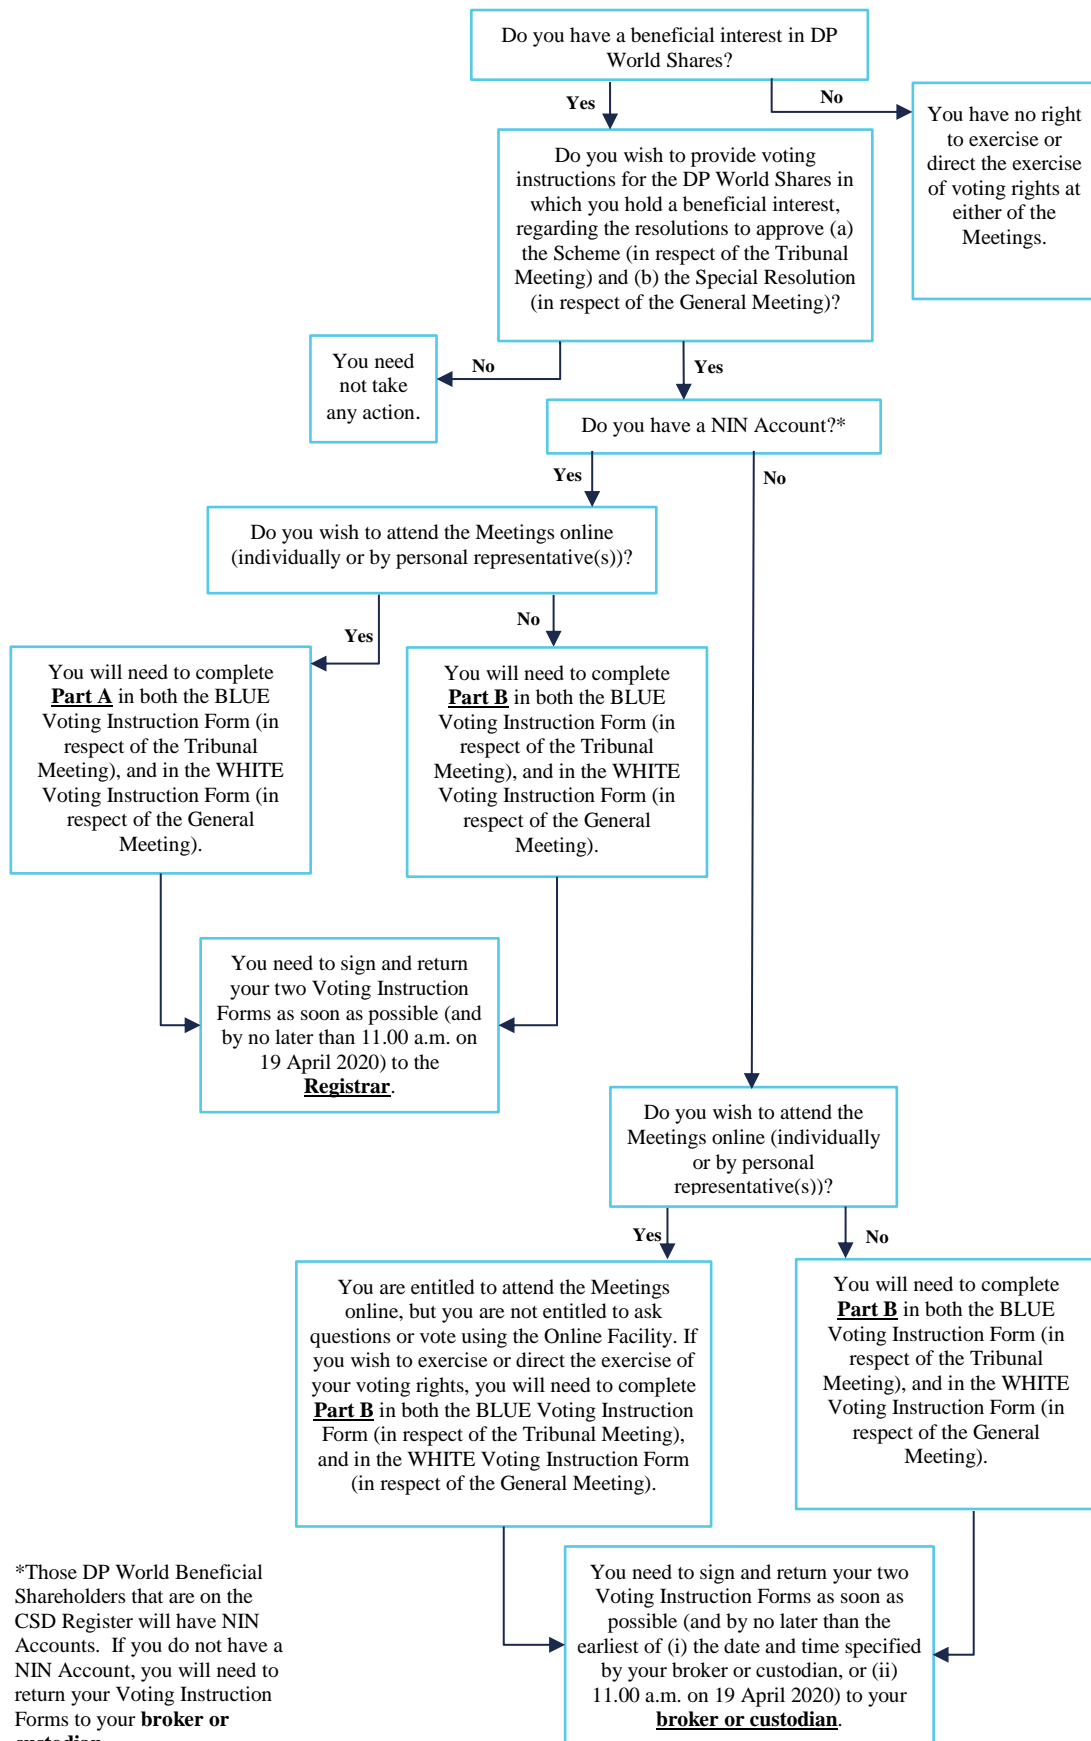 Do you have a beneficial interest in DP
World Shares?
Yes
No
You have no right
to exercise or
direct the exercise
of voting rights at
either of the
Meetings.
Do you wish to provide voting
instructions for the DP World Shares in
which you hold a beneficial interest,
regarding the resolutions to approve (a)
the Scheme (in respect of the Tribunal
Meeting) and (b) the Special Resolution
(in respect of the General Meeting)?
No
Yes
You need
not take
any action.
Do you have a NIN Account?*
Yes
No
Do you wish to attend the Meetings online
(individually or by personal representative(s))?
Yes
No
You will need to complete
Part A in both the BLUE
Voting Instruction Form (in
respect of the Tribunal
Meeting), and in the WHITE
Voting Instruction Form (in
respect of the General
Meeting).
You will need to complete
Part B in both the BLUE
Voting Instruction Form (in
respect of the Tribunal
Meeting), and in the WHITE
Voting Instruction Form (in
respect of the General
Meeting).
You need to sign and return
your two Voting Instruction
Forms as soon as possible (and
by no later than 11.00 a.m. on
19 April 2020) to the
Registrar.
Do you wish to attend the
Meetings online (individually
or by personal
representative(s))?
Yes
No
You are entitled to attend the Meetings
online, but you are not entitled to ask
questions or vote using the Online Facility. If
you wish to exercise or direct the exercise of
your voting rights, you will need to complete
Part B in both the BLUE Voting Instruction
Form (in respect of the Tribunal Meeting),
and in the WHITE Voting Instruction Form
(in respect of the General Meeting).
You will need to complete
Part B in both the BLUE
Voting Instruction Form (in
respect of the Tribunal
Meeting), and in the WHITE
Voting Instruction Form (in
respect of the General
Meeting).
You need to sign and return your two
Voting Instruction Forms as soon as
possible (and by no later than the
earliest of (i) the date and time specified
by your broker or custodian, or (ii)
11.00 a.m. on 19 April 2020) to your
broker or custodian.
*Those DP World Beneficial
Shareholders that are on the
CSD Register will have NIN
Accounts. If you do not have a
NIN Account, you will need to
return your Voting Instruction
Forms to your broker or